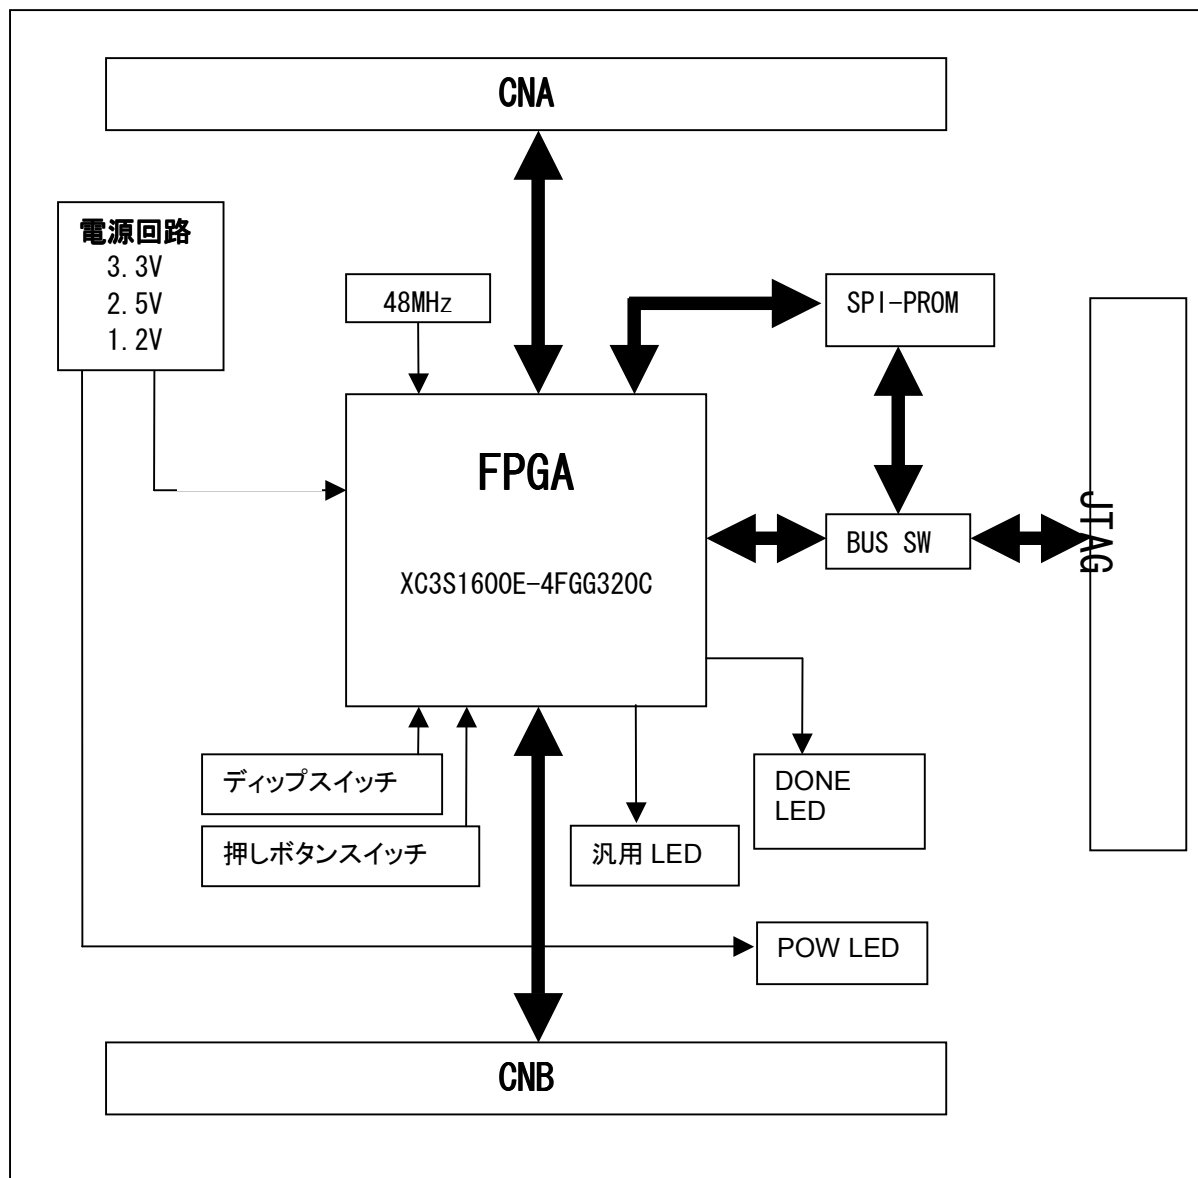 CNA
電源回路
3.3V
2.5V
1.2V
48MHz
SPI-PROM
FPGA
XC3S1600E-4FGG320C
BUS SW
JTAG
ディップスイッチ
押しボタンスイッチ
汎用 LED
DONE
LED
POW LED
CNB